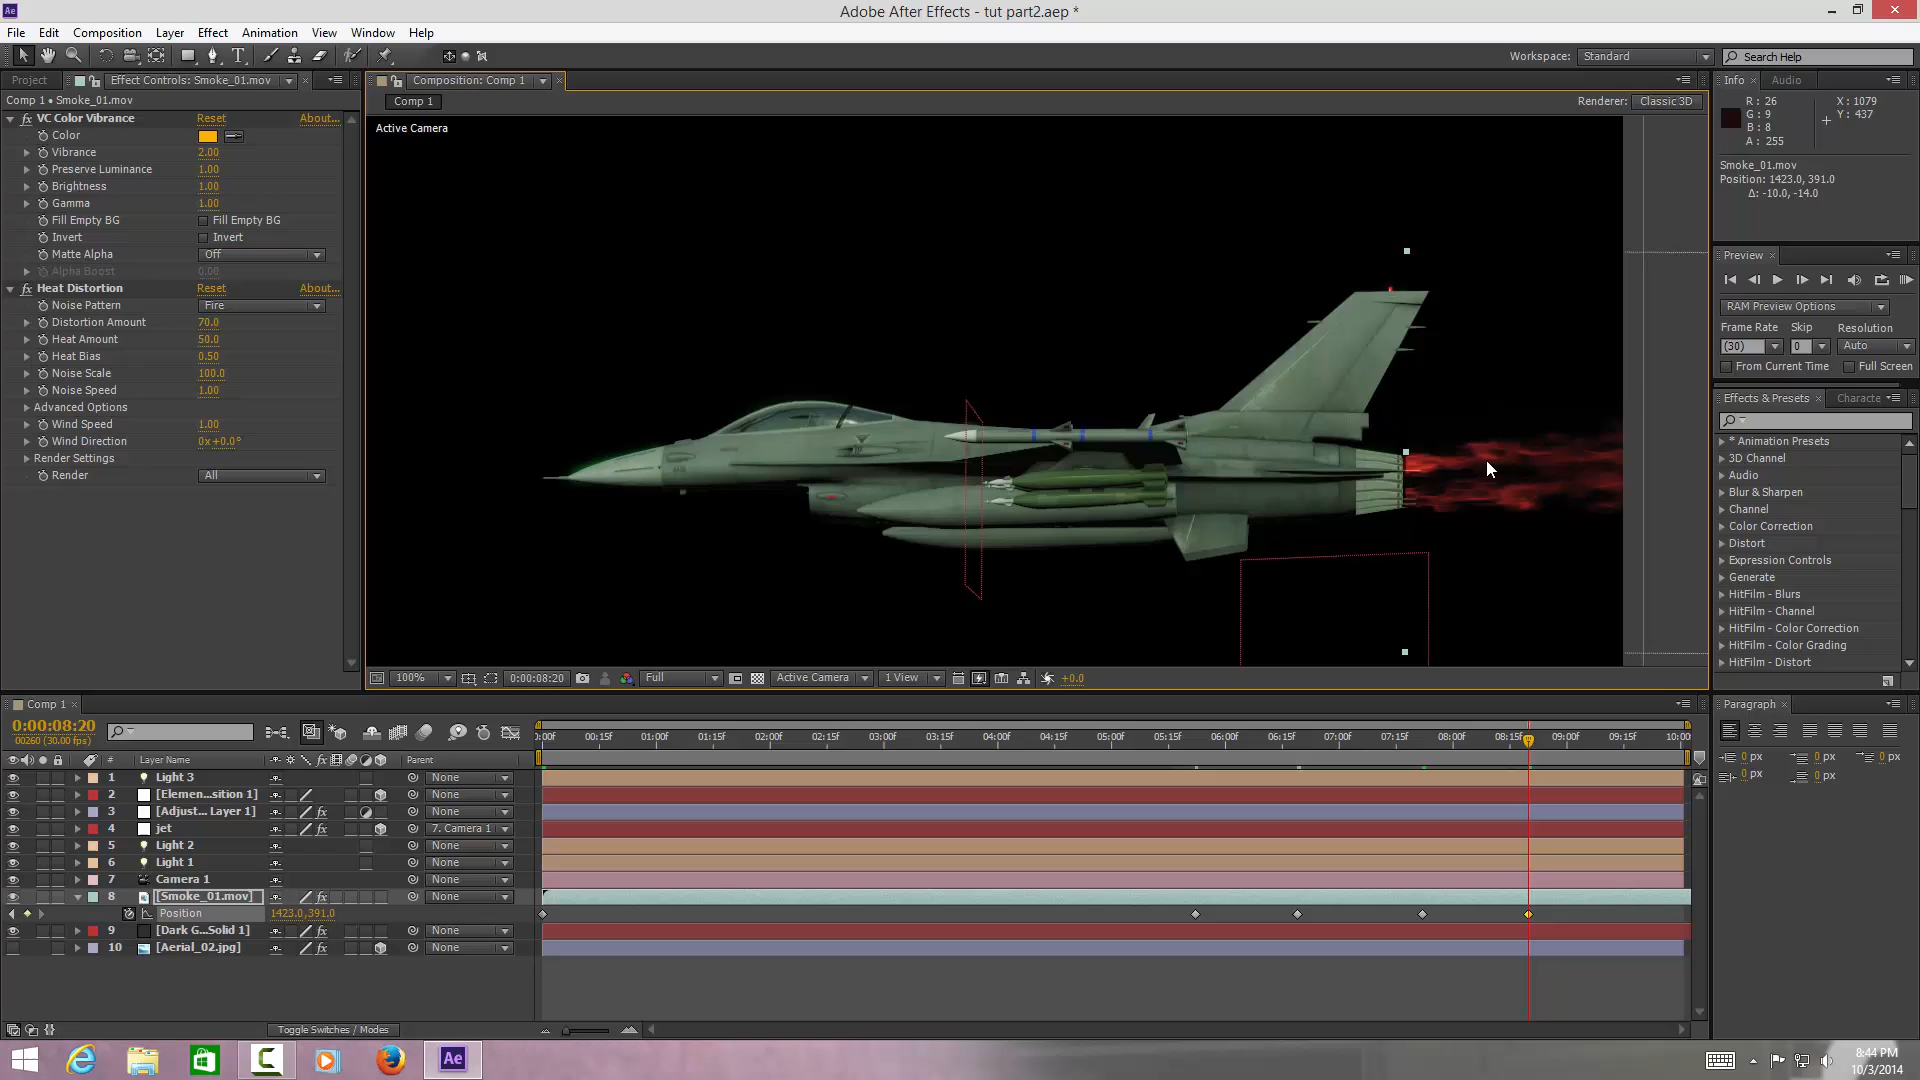 Ae
Adobe After Effects - tut part2.aep *
File Edit Composition Layer Effect Animation View Window Help
Workspace: Standard Search Help
Project Effect Controls: Smoke_01.mov Composition: Comp 1 Info Audio
Comp 1 • Smoke_01.mov
Comp 1
Renderer: Classic 3D
R: 26
G: 9
B: 8
A: 255
X: 1079
Y: 437
Active Camera
fx VC Color Vibrance Reset About...
Color
Vibrance 2.00
Preserve Luminance 1.00
Brightness 1.00
Gamma 1.00
Fill Empty BG Fill Empty BG
Invert Invert
Matte Alpha Off
Alpha Boost 0.00
fx Heat Distortion Reset About...
Noise Pattern Fire
Distortion Amount 70.0
Heat Amount 50.0
Heat Bias 0.50
Noise Scale 100.0
Noise Speed 1.00
Advanced Options
Wind Speed 1.00
Wind Direction 0x+0.0°
Render Settings
Render All
Smoke_01.mov
Position: 1423.0, 391.0
Δ: -10.0, -14.0
Preview
RAM Preview Options
Frame Rate Skip Resolution
(30) 0 Auto
From Current Time Full Screen
Effects & Presets Characte
* Animation Presets
3D Channel
Audio
Blur & Sharpen
Channel
Color Correction
Distort
Expression Controls
Generate
HitFilm - Blurs
HitFilm - Channel
HitFilm - Color Correction
HitFilm - Color Grading
HitFilm - Distort
100% 0:00:08:20 Full Active Camera 1 View +0.0
Comp 1
0:00:08:20
00260 (30.00 fps)
0:00f 00:15f 01:00f 01:15f 02:00f 02:15f 03:00f 03:15f 04:00f 04:15f 05:00f 05:15f 06:00f 06:15f 07:00f 07:15f 08:00f 08:15f 09:00f 09:15f 10:00
# Layer Name Parent
1 Light 3 None
2 [Elemen...sition 1] None
3 [Adjust... Layer 1] fx None
4 jet fx 7. Camera 1
5 Light 2 None
6 Light 1 None
7 Camera 1 None
8 [Smoke_01.mov] fx None
Position 1423.0,391.0
9 [Dark G...Solid 1] fx None
10 [Aerial_02.jpg] fx None
Toggle Switches / Modes
Paragraph
0 px 0 px 0 px
0 px 0 px
Ae
8:44 PM
10/3/2014